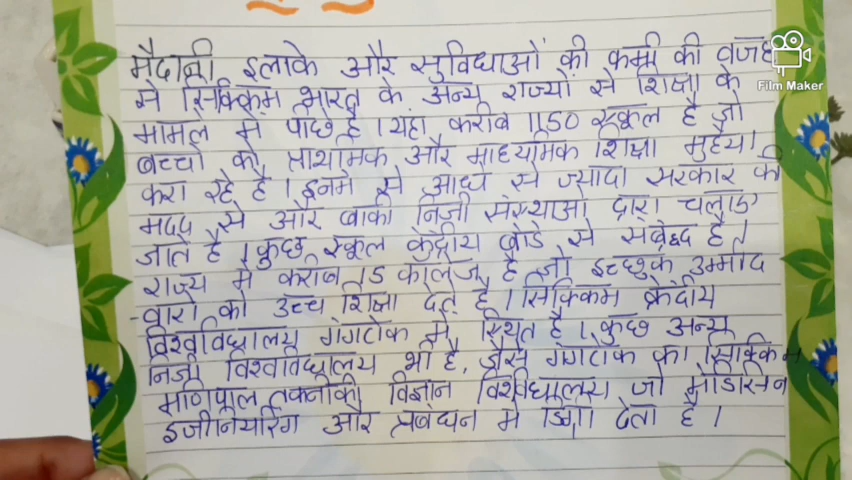 मैदानी इलाके और सुविधाओं की कमी की वजह
से सिक्किम भारत के अन्य राज्यों से शिक्षा के
मामले में पीछे है । यहाँ करीब 1150 स्कूल है जो
बच्चो को, प्राथमिक और माध्यमिक शिक्षा मुहैया
करा रहे है । इनमे से आधे से ज्यादा सरकार की
मदद से और बाकी निजी संस्थाओं द्वारा चलाए
जाते है । कुछ स्कूल केंद्रीय बोर्ड से संबद्द है ।
राज्य में करीब 15 कालेज है जो इच्छुक उम्मीद
-वारो को उच्च शिक्षा देते है । सिक्किम केंद्रीय
विश्वविद्यालय गंगटोक में स्थित है । कुछ अन्य
निजी विश्वविद्यालय भी है, जैसे गंगटोक का सिक्किम
मणिपाल तकनीकी विज्ञान विश्वविद्यालय जो मेडिसिन
इंजीनियरिंग और प्रबंधन में डिग्री देता है ।
Film Maker